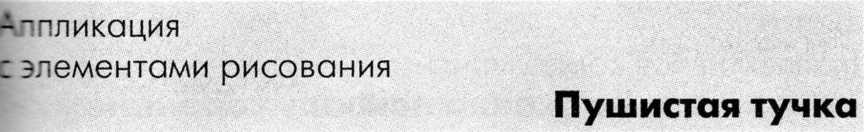 Аппликация
с элементами рисования
Пушистая тучка